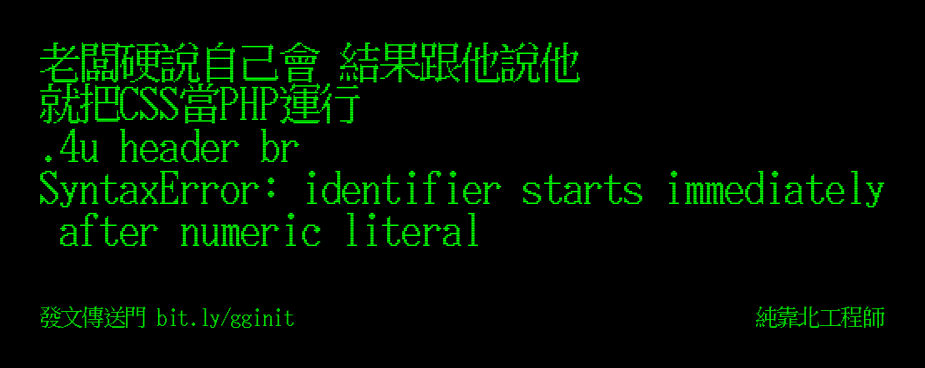 老闆硬說自己會 結果跟他說他
就把CSS當PHP運行
.4u header br
SyntaxError: identifier starts immediately
after numeric literal
發文傳送門 bit.ly/gginit
純靠北工程師